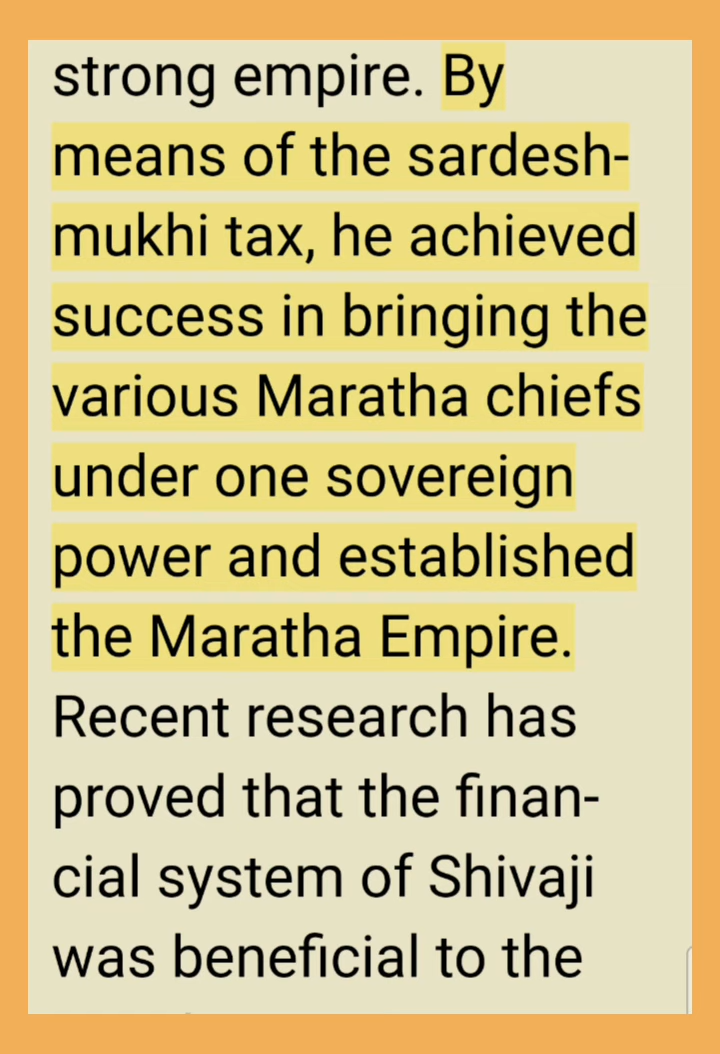 strong empire. By
means of the sardesh-
mukhi tax, he achieved
success in bringing the
various Maratha chiefs
under one sovereign
power and established
the Maratha Empire.
Recent research has
proved that the finan-
cial system of Shivaji
was beneficial to the